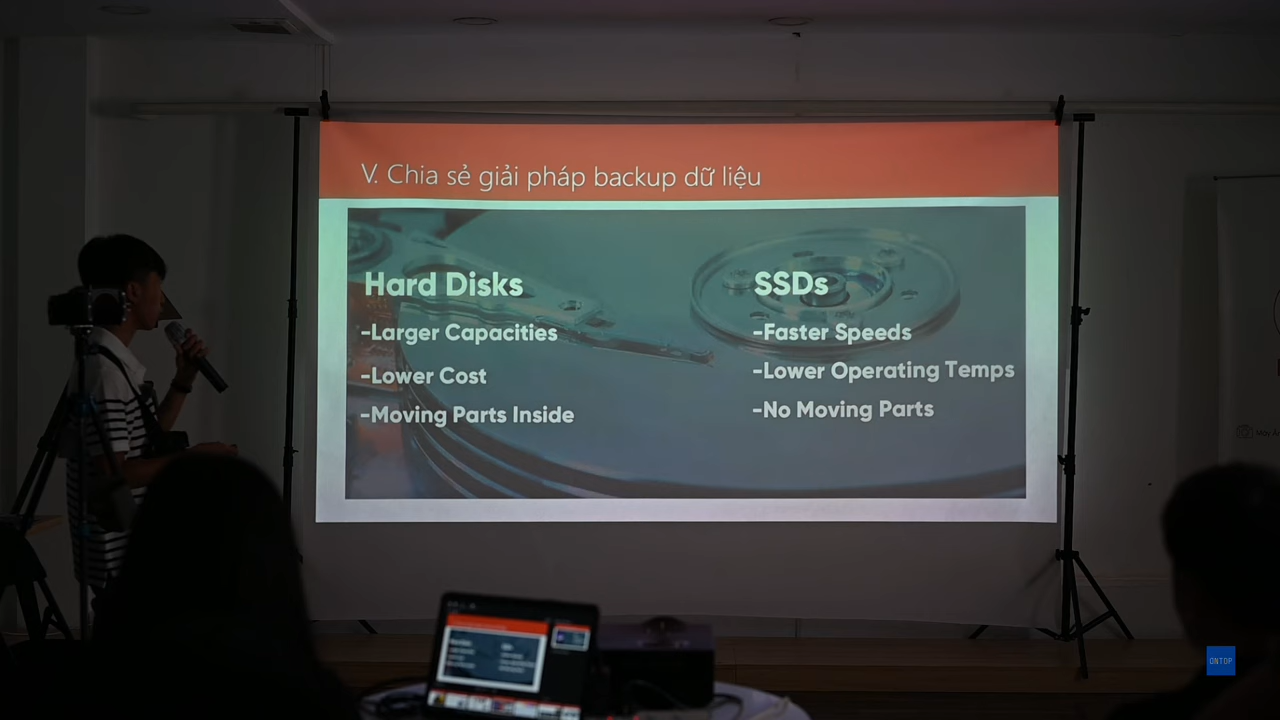 V. Chia sẻ giải pháp backup dữ liệu
Hard Disks
-Larger Capacities
-Lower Cost
-Moving Parts Inside
SSDs
-Faster Speeds
-Lower Operating Temps
-No Moving Parts
ONTOP